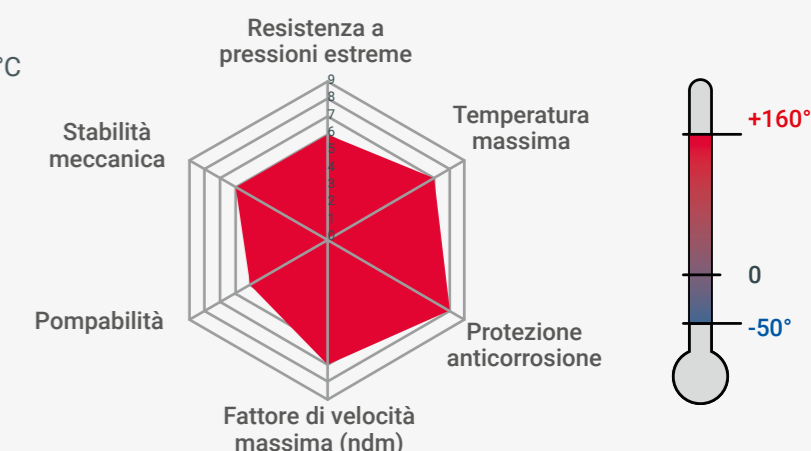 °C
Resistenza a
pressioni estreme
Temperatura
massima
Protezione
anticorrosione
Fattore di velocità
massima (ndm)
Pompabilità
Stabilità
meccanica
9
8
7
6
5
4
3
2
1
0
+160°
0
-50°